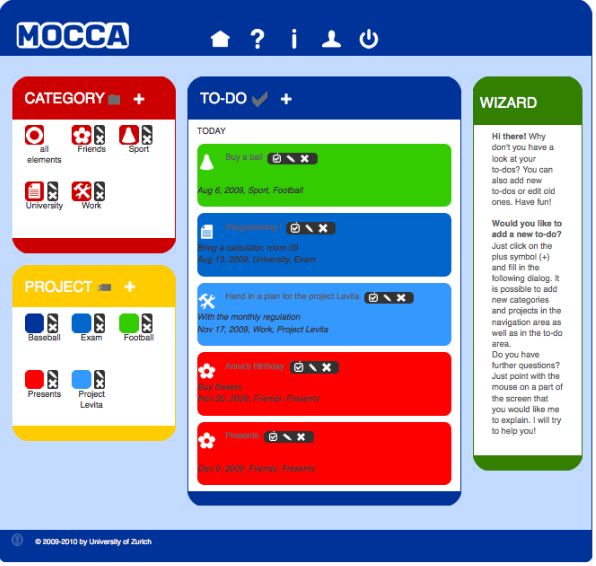 MOCCA
CATEGORY
all
elements
Friends
Sport
University
Work
PROJECT
Baseball
Exam
Football
Presents
Project
Levita
TO-DO
TODAY
Buy a ball
Aug 6, 2009, Sport, Football
Programming I
Bring a calculator, room 09
Aug 13, 2009, University, Exam
Hand in a plan for the project Levita
With the monthly regulation
Nov 17, 2009, Work, Project Levita
Anna's birthday
Buy flowers
Nov 30, 2009, Friends, Presents
Presents
Dec 6, 2009, Friends, Presents
WIZARD
Hi there! Why
don't you have a
look at your
to-dos? You can
also add new
to-dos or edit old
ones. Have fun!
Would you like to
add a new to-do?
Just click on the
plus symbol (+)
and fill in the
following dialog. It
is possible to add
new categories
and projects in the
navigation area as
well as in the to-do
area.
Do you have
further questions?
Just point with the
mouse on a part of
the screen that
you would like me
to explain. I will try
to help you!
© 2009-2010 by University of Zurich